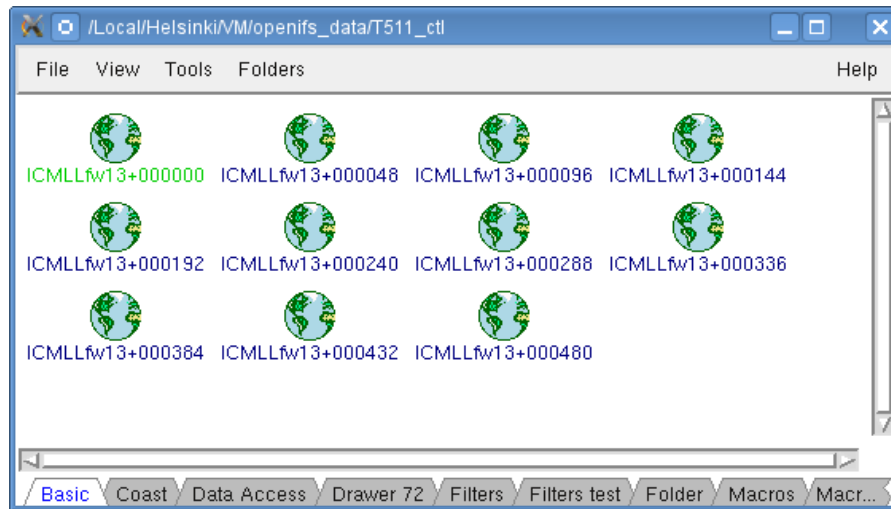 /Local/Helsinki/VM/openifs_data/T511_ctl
File View Tools Folders Help
ICMLLfw13+000000 ICMLLfw13+000048 ICMLLfw13+000096 ICMLLfw13+000144
ICMLLfw13+000192 ICMLLfw13+000240 ICMLLfw13+000288 ICMLLfw13+000336
ICMLLfw13+000384 ICMLLfw13+000432 ICMLLfw13+000480
Basic Coast Data Access Drawer 72 Filters Filters test Folder Macros Macr...